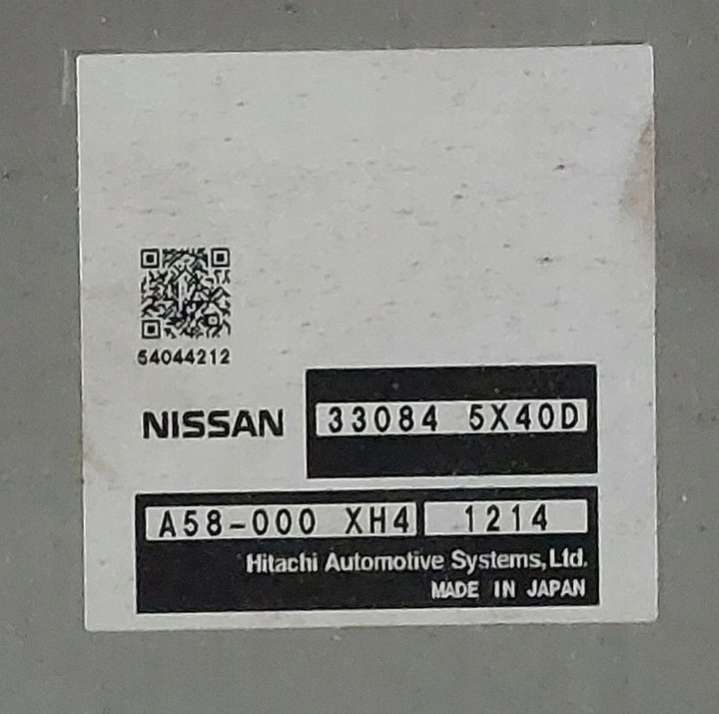 54044212
NISSAN 33084 5X40D
A58-000 XH4 1214
Hitachi Automotive Systems, Ltd.
MADE IN JAPAN